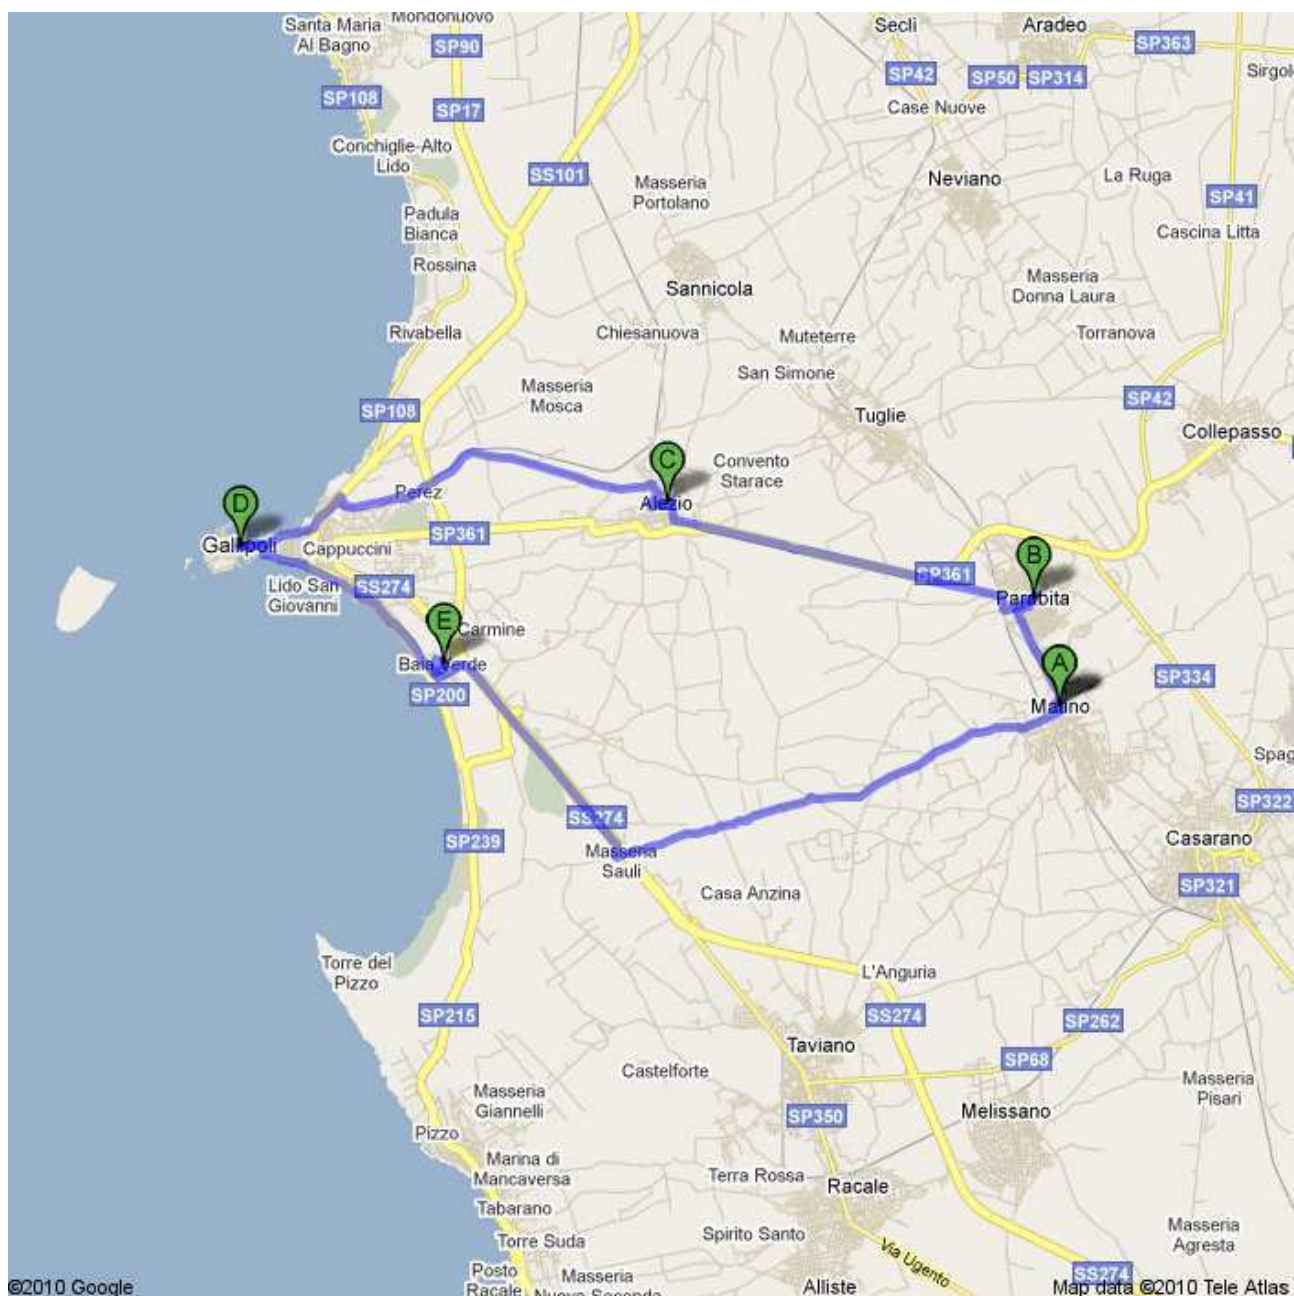 Santa Maria
Al Bagno
Mondonuovo
SP90
Secli
Aradeo
SP363
SP42
SP50
SP314
SP108
SP17
Case Nuove
Conchiglie-Alto
Lido
SS101
Masseria
Portolano
Neviano
La Ruga
SP41
Padula
Bianca
Cascina Litta
Rossina
Sannicola
Masseria
Donna Laura
Rivabella
Chiesanuova
Muteterre
Torranova
San Simone
Masseria
Mosca
SP42
SP108
Tuglie
Collepasso
C
Convento
Starace
Perez
Alezio
D
Gallipoli
Cappuccini
SP361
B
SP361
Parabita
Lido San
Giovanni
SS274
E
Carmine
Baia Verde
SP200
A
Matino
SP334
SS274
SP322
SP239
Masseria
Sauli
Casarano
Casa Anzina
SP321
Torre del
Pizzo
L'Anguria
SP215
SS274
SP262
Taviano
SP68
Castelforte
Masseria
Giannelli
Masseria
Pisari
SP350
Melissano
Pizzo
Marina di
Mancaversa
Terra Rossa
Racale
Tabarano
Torre Suda
Spirito Santo
Via Ugento
Masseria
Agresta
Posto
Racale
Masseria
Alliste
SS274
©2010 Google
Map data ©2010 Tele Atlas